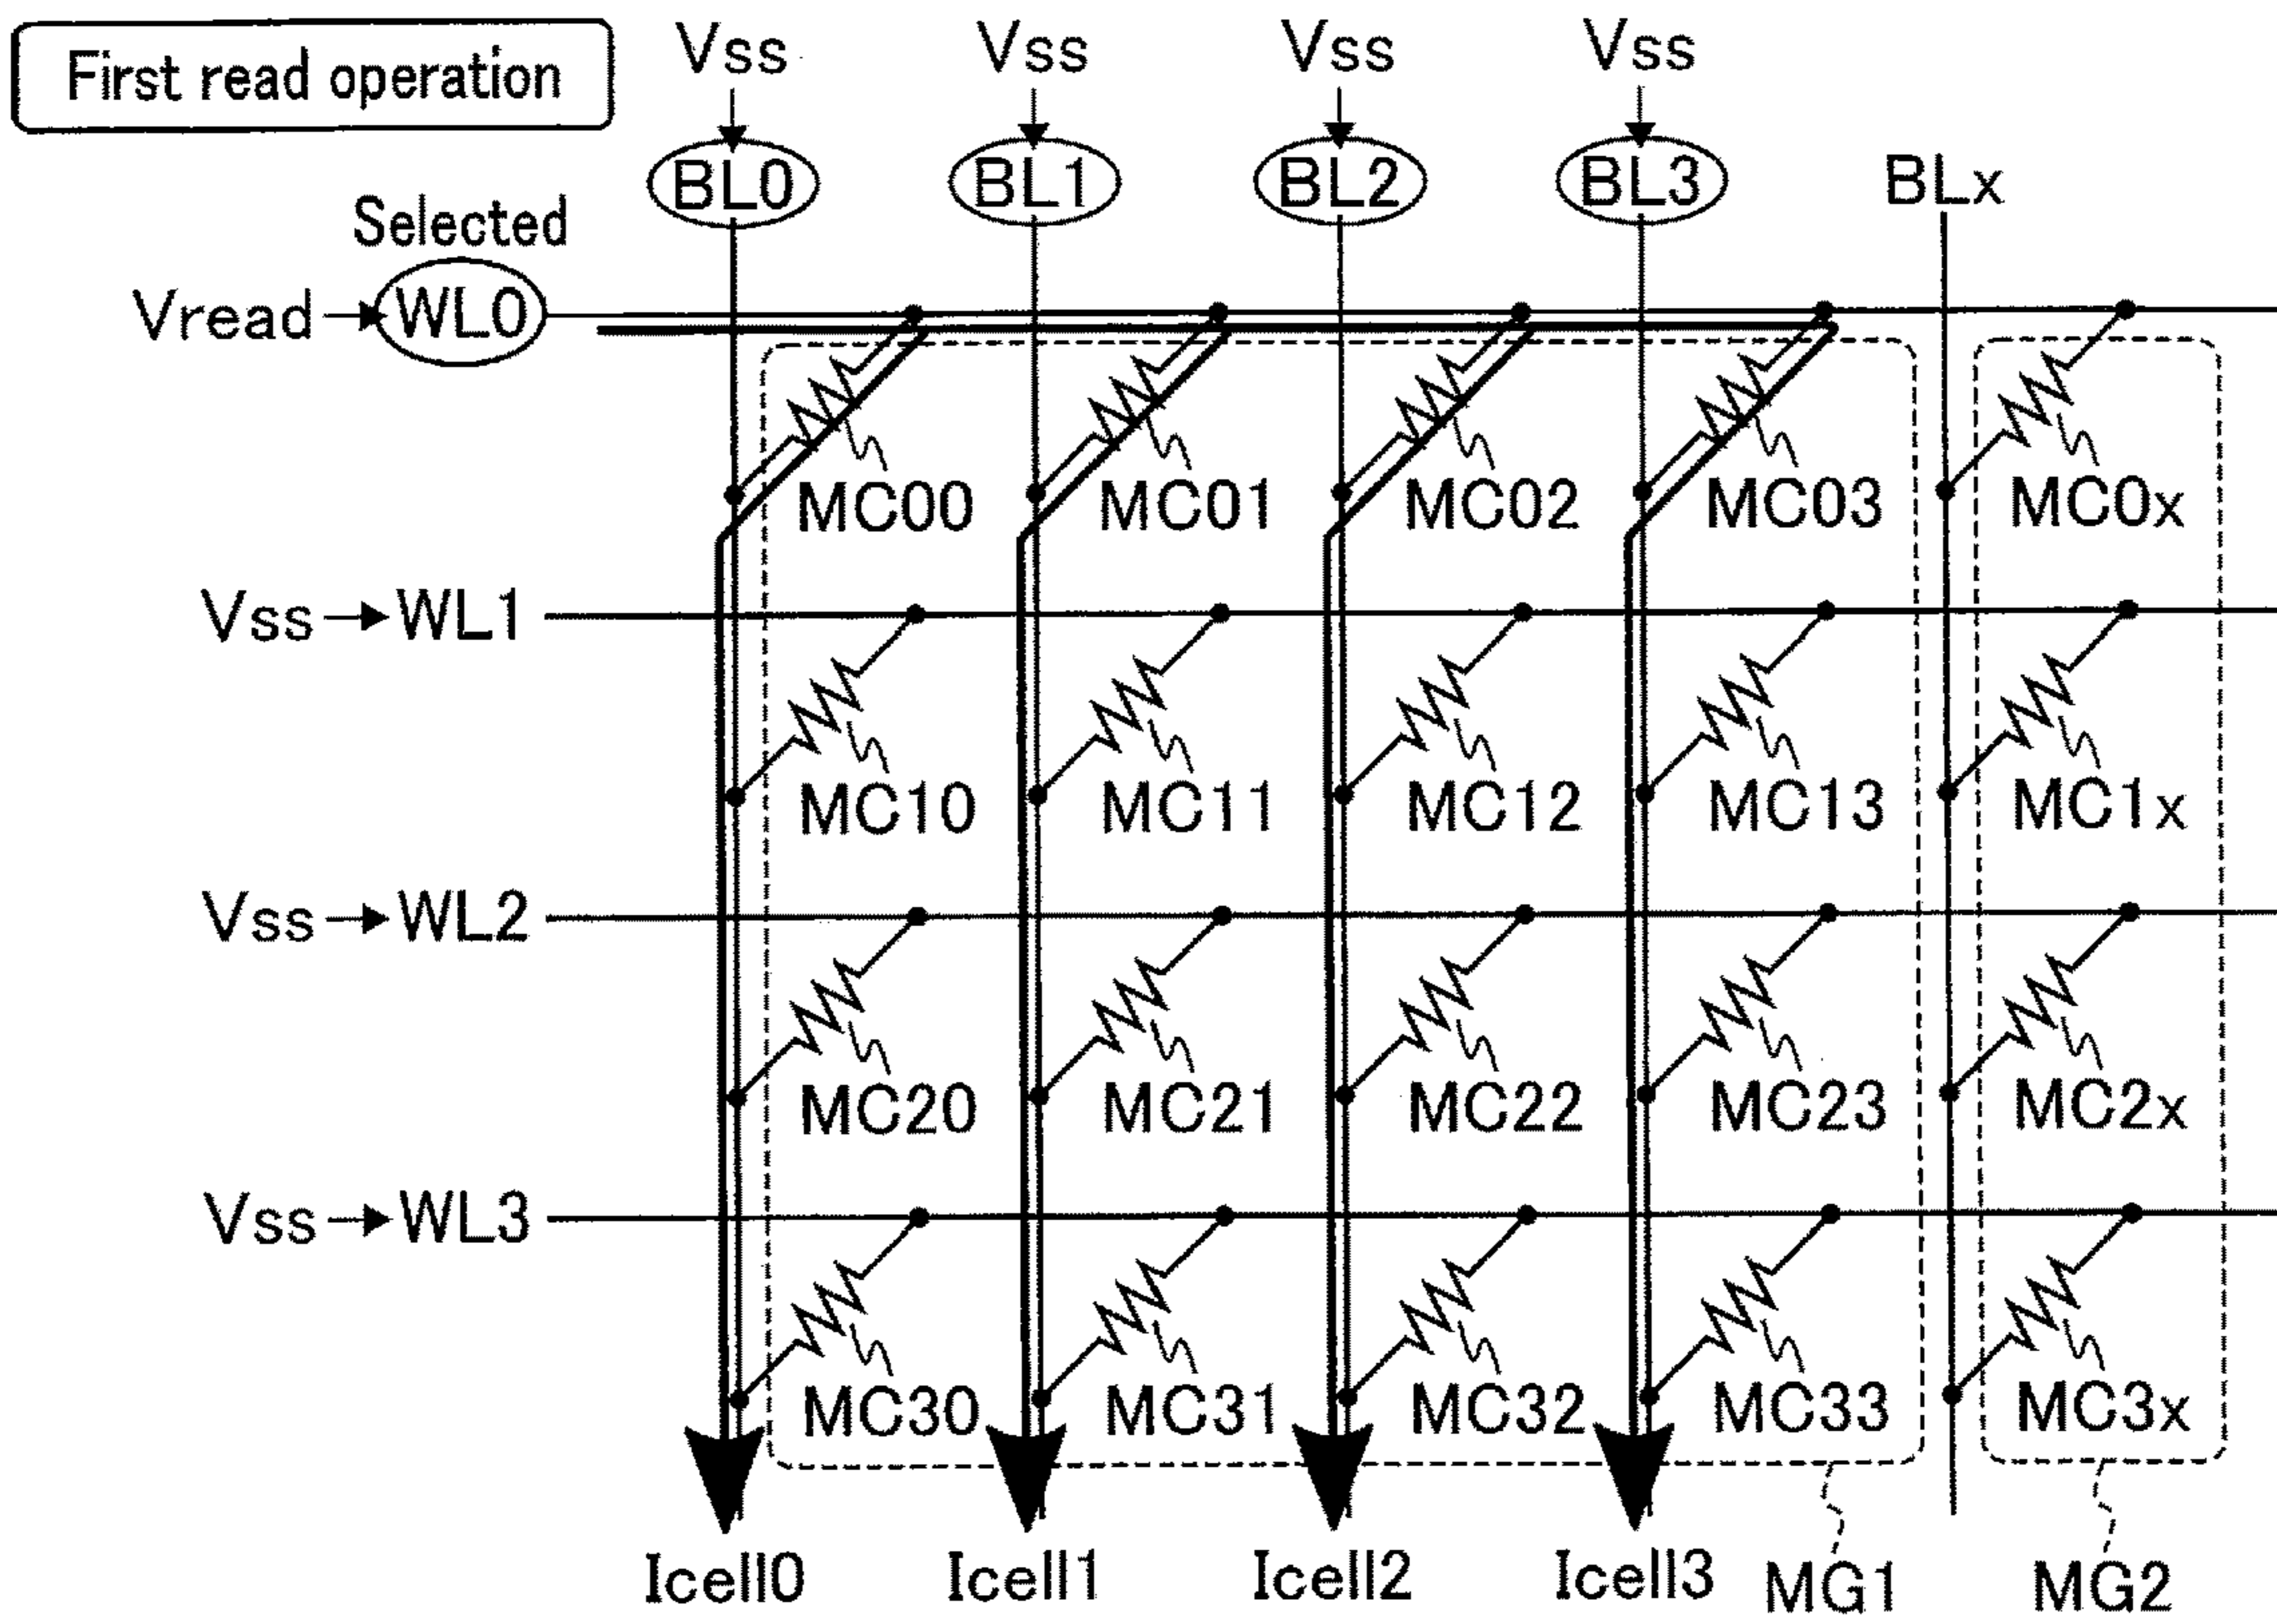 First read operation
Vss Vss Vss Vss
BL0 BL1 BL2 BL3 BLx
Selected
Vread WL0
MC00 MC01 MC02 MC03 MC0x
Vss WL1
MC10 MC11 MC12 MC13 MC1x
Vss WL2
MC20 MC21 MC22 MC23 MC2x
Vss WL3
MC30 MC31 MC32 MC33 MC3x
Icell0 Icell1 Icell2 Icell3 MG1 MG2